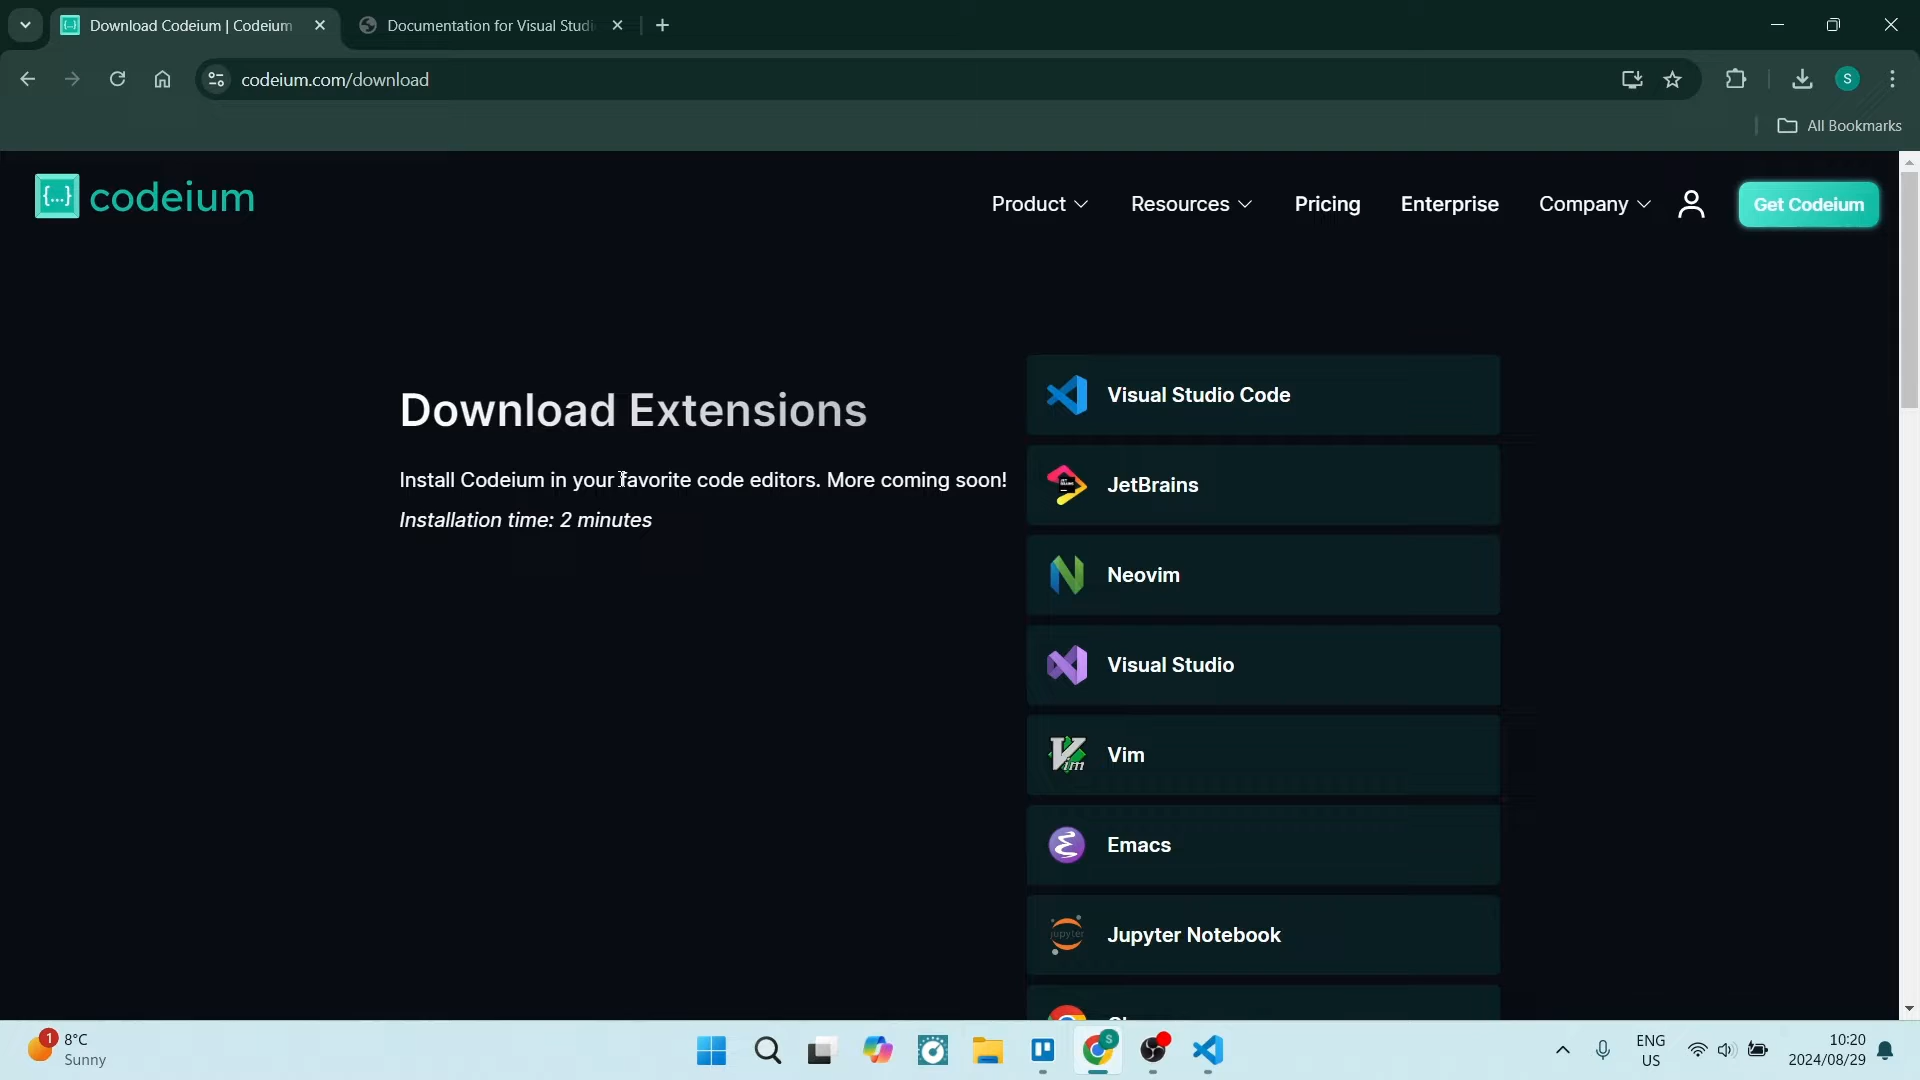 Download Codeium | Codeium
Documentation for Visual Studi
codeium.com/download
S
All Bookmarks
{...} codeium
Product
Resources
Pricing
Enterprise
Company
Get Codeium
Download Extensions
Install Codeium in your favorite code editors. More coming soon!
Installation time: 2 minutes
Visual Studio Code
JetBrains
Neovim
Visual Studio
Vim
Emacs
Jupyter Notebook
1
8°C
Sunny
S
ENG
US
10:20
2024/08/29